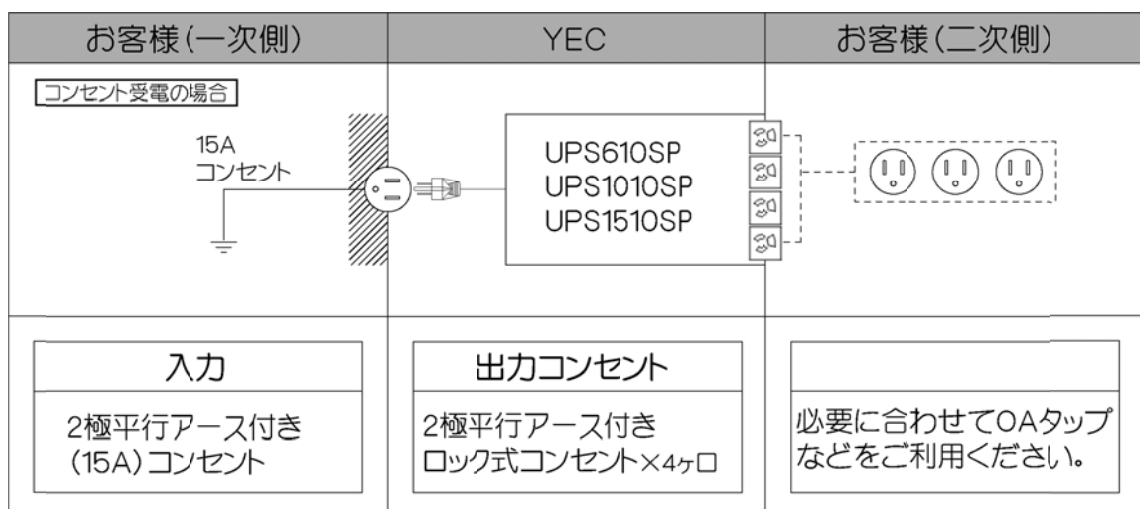 お客様(一次側)
YEC
お客様(二次側)
コンセント受電の場合
15A
コンセント
UPS610SP
UPS1010SP
UPS1510SP
入力
2極平行アース付き
(15A)コンセント
出力コンセント
2極平行アース付き
ロック式コンセント×4ヶ口
必要に合わせてOAタップ
などをご利用ください。